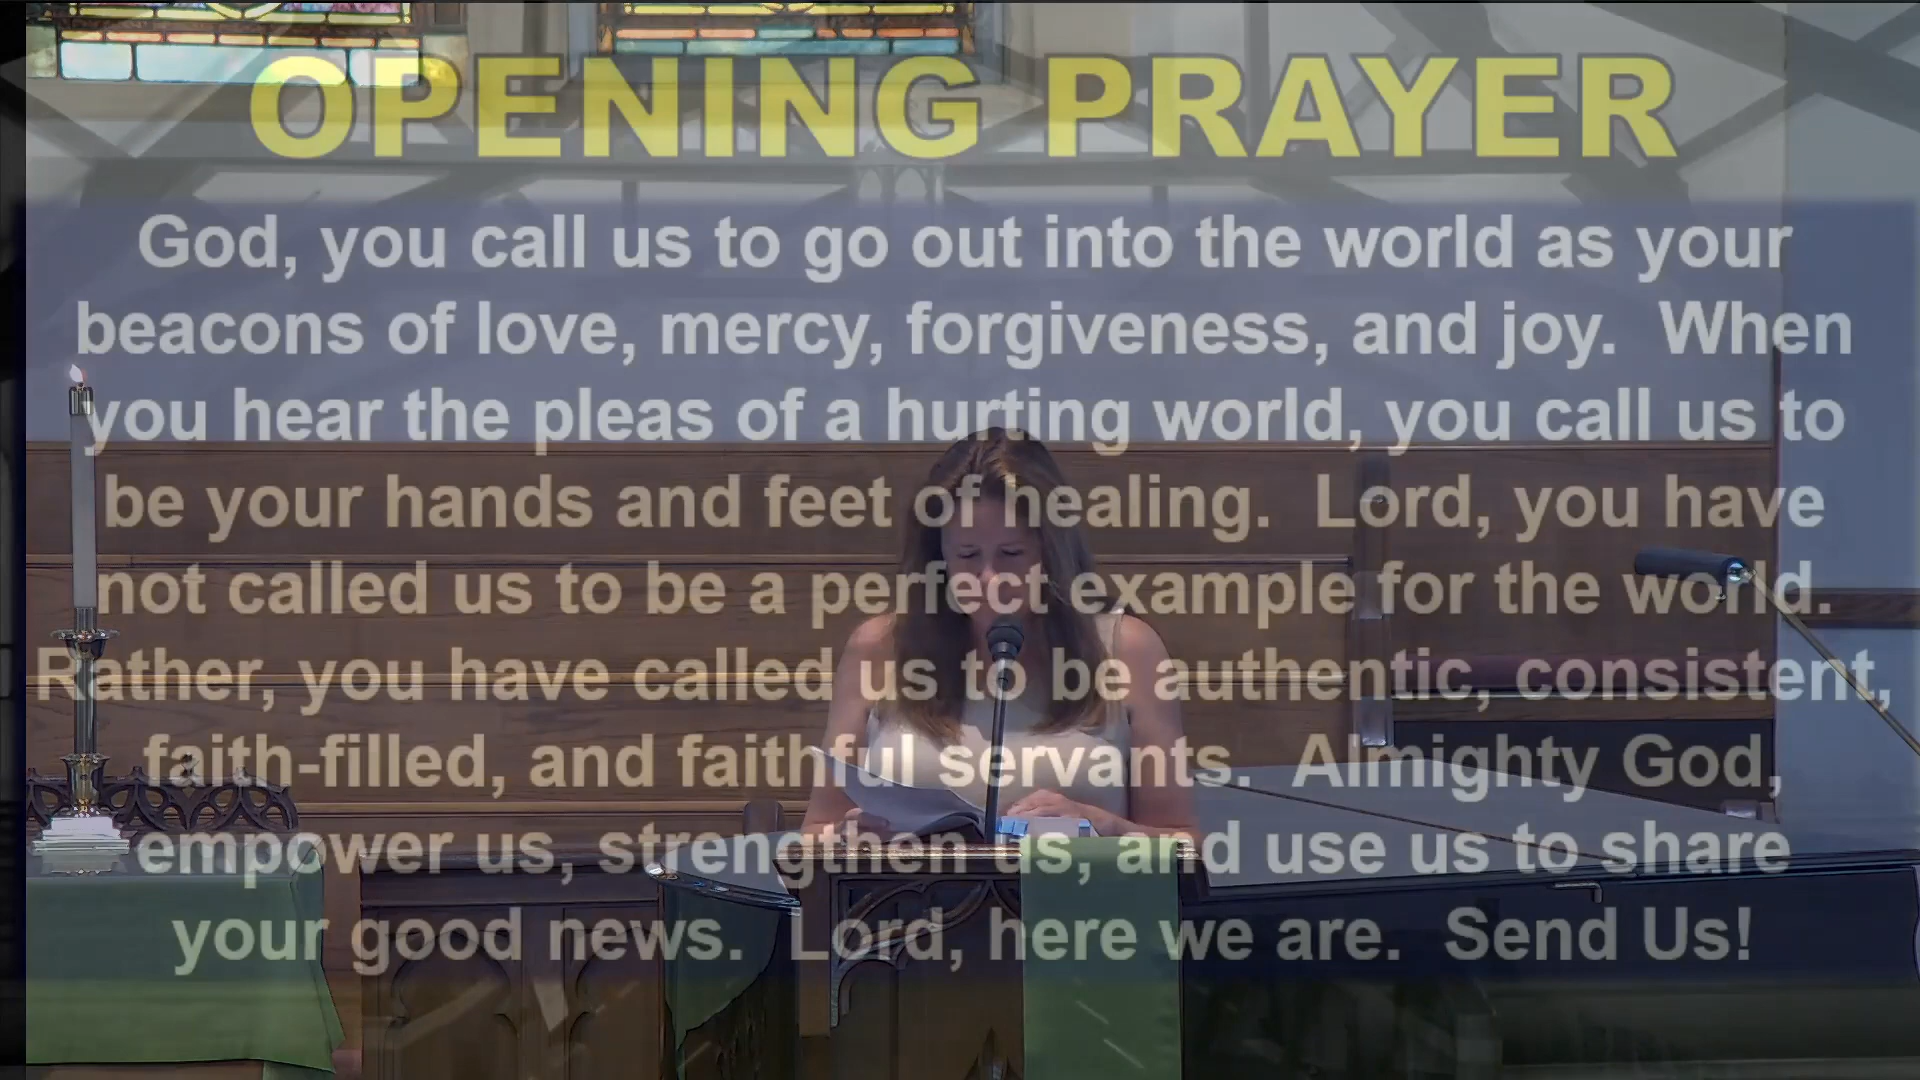 OPENING PRAYER
God, you call us to go out into the world as your
beacons of love, mercy, forgiveness, and joy.  When
you hear the pleas of a hurting world, you call us to
be your hands and feet of healing.  Lord, you have
not called us to be a perfect example for the world.
Rather, you have called us to be authentic, consistent,
faith-filled, and faithful servants.  Almighty God,
empower us, strengthen us, and use us to share
your good news.  Lord, here we are.  Send Us!